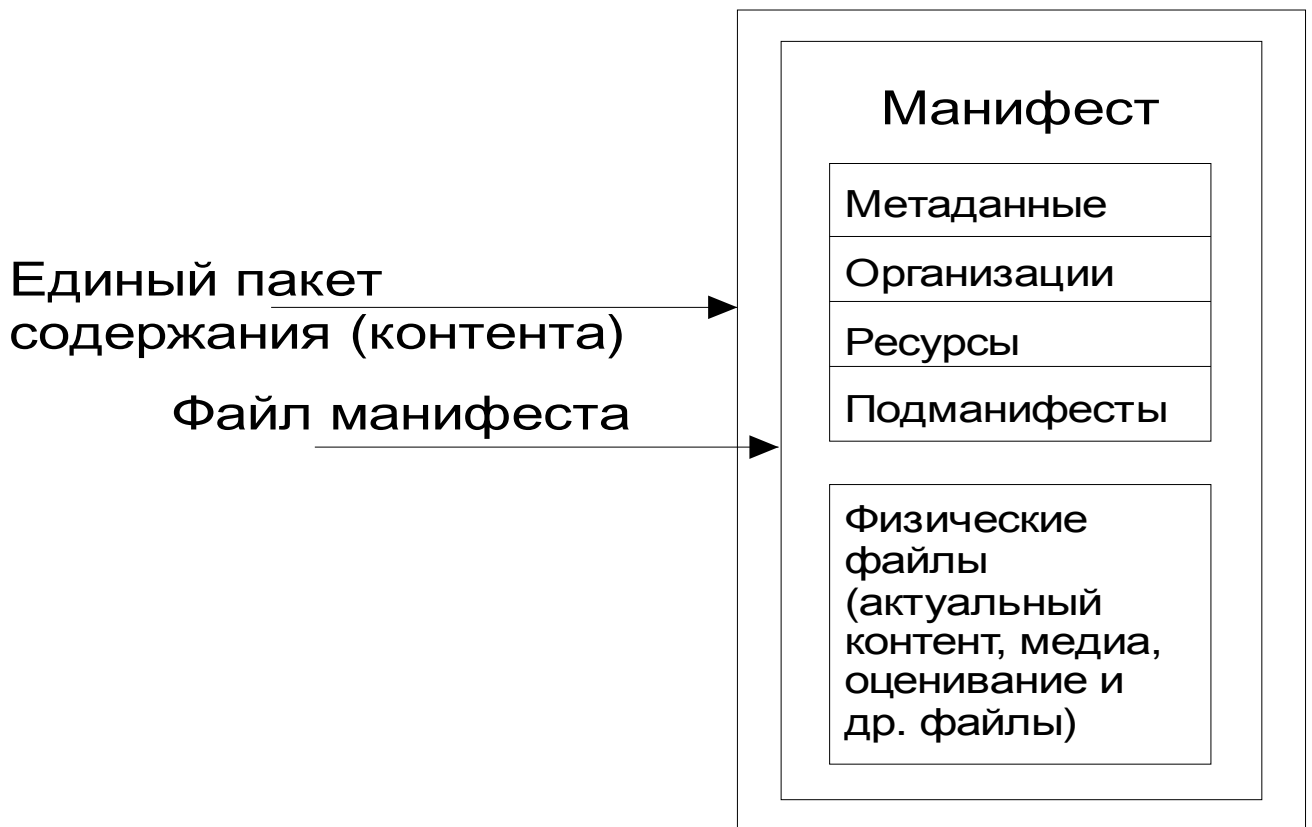 Единый пакет
содержания (контента)
Файл манифеста
Манифест
Метаданные
Организации
Ресурсы
Подманифесты
Физические
файлы
(актуальный
контент, медиа,
оценивание и
др. файлы)